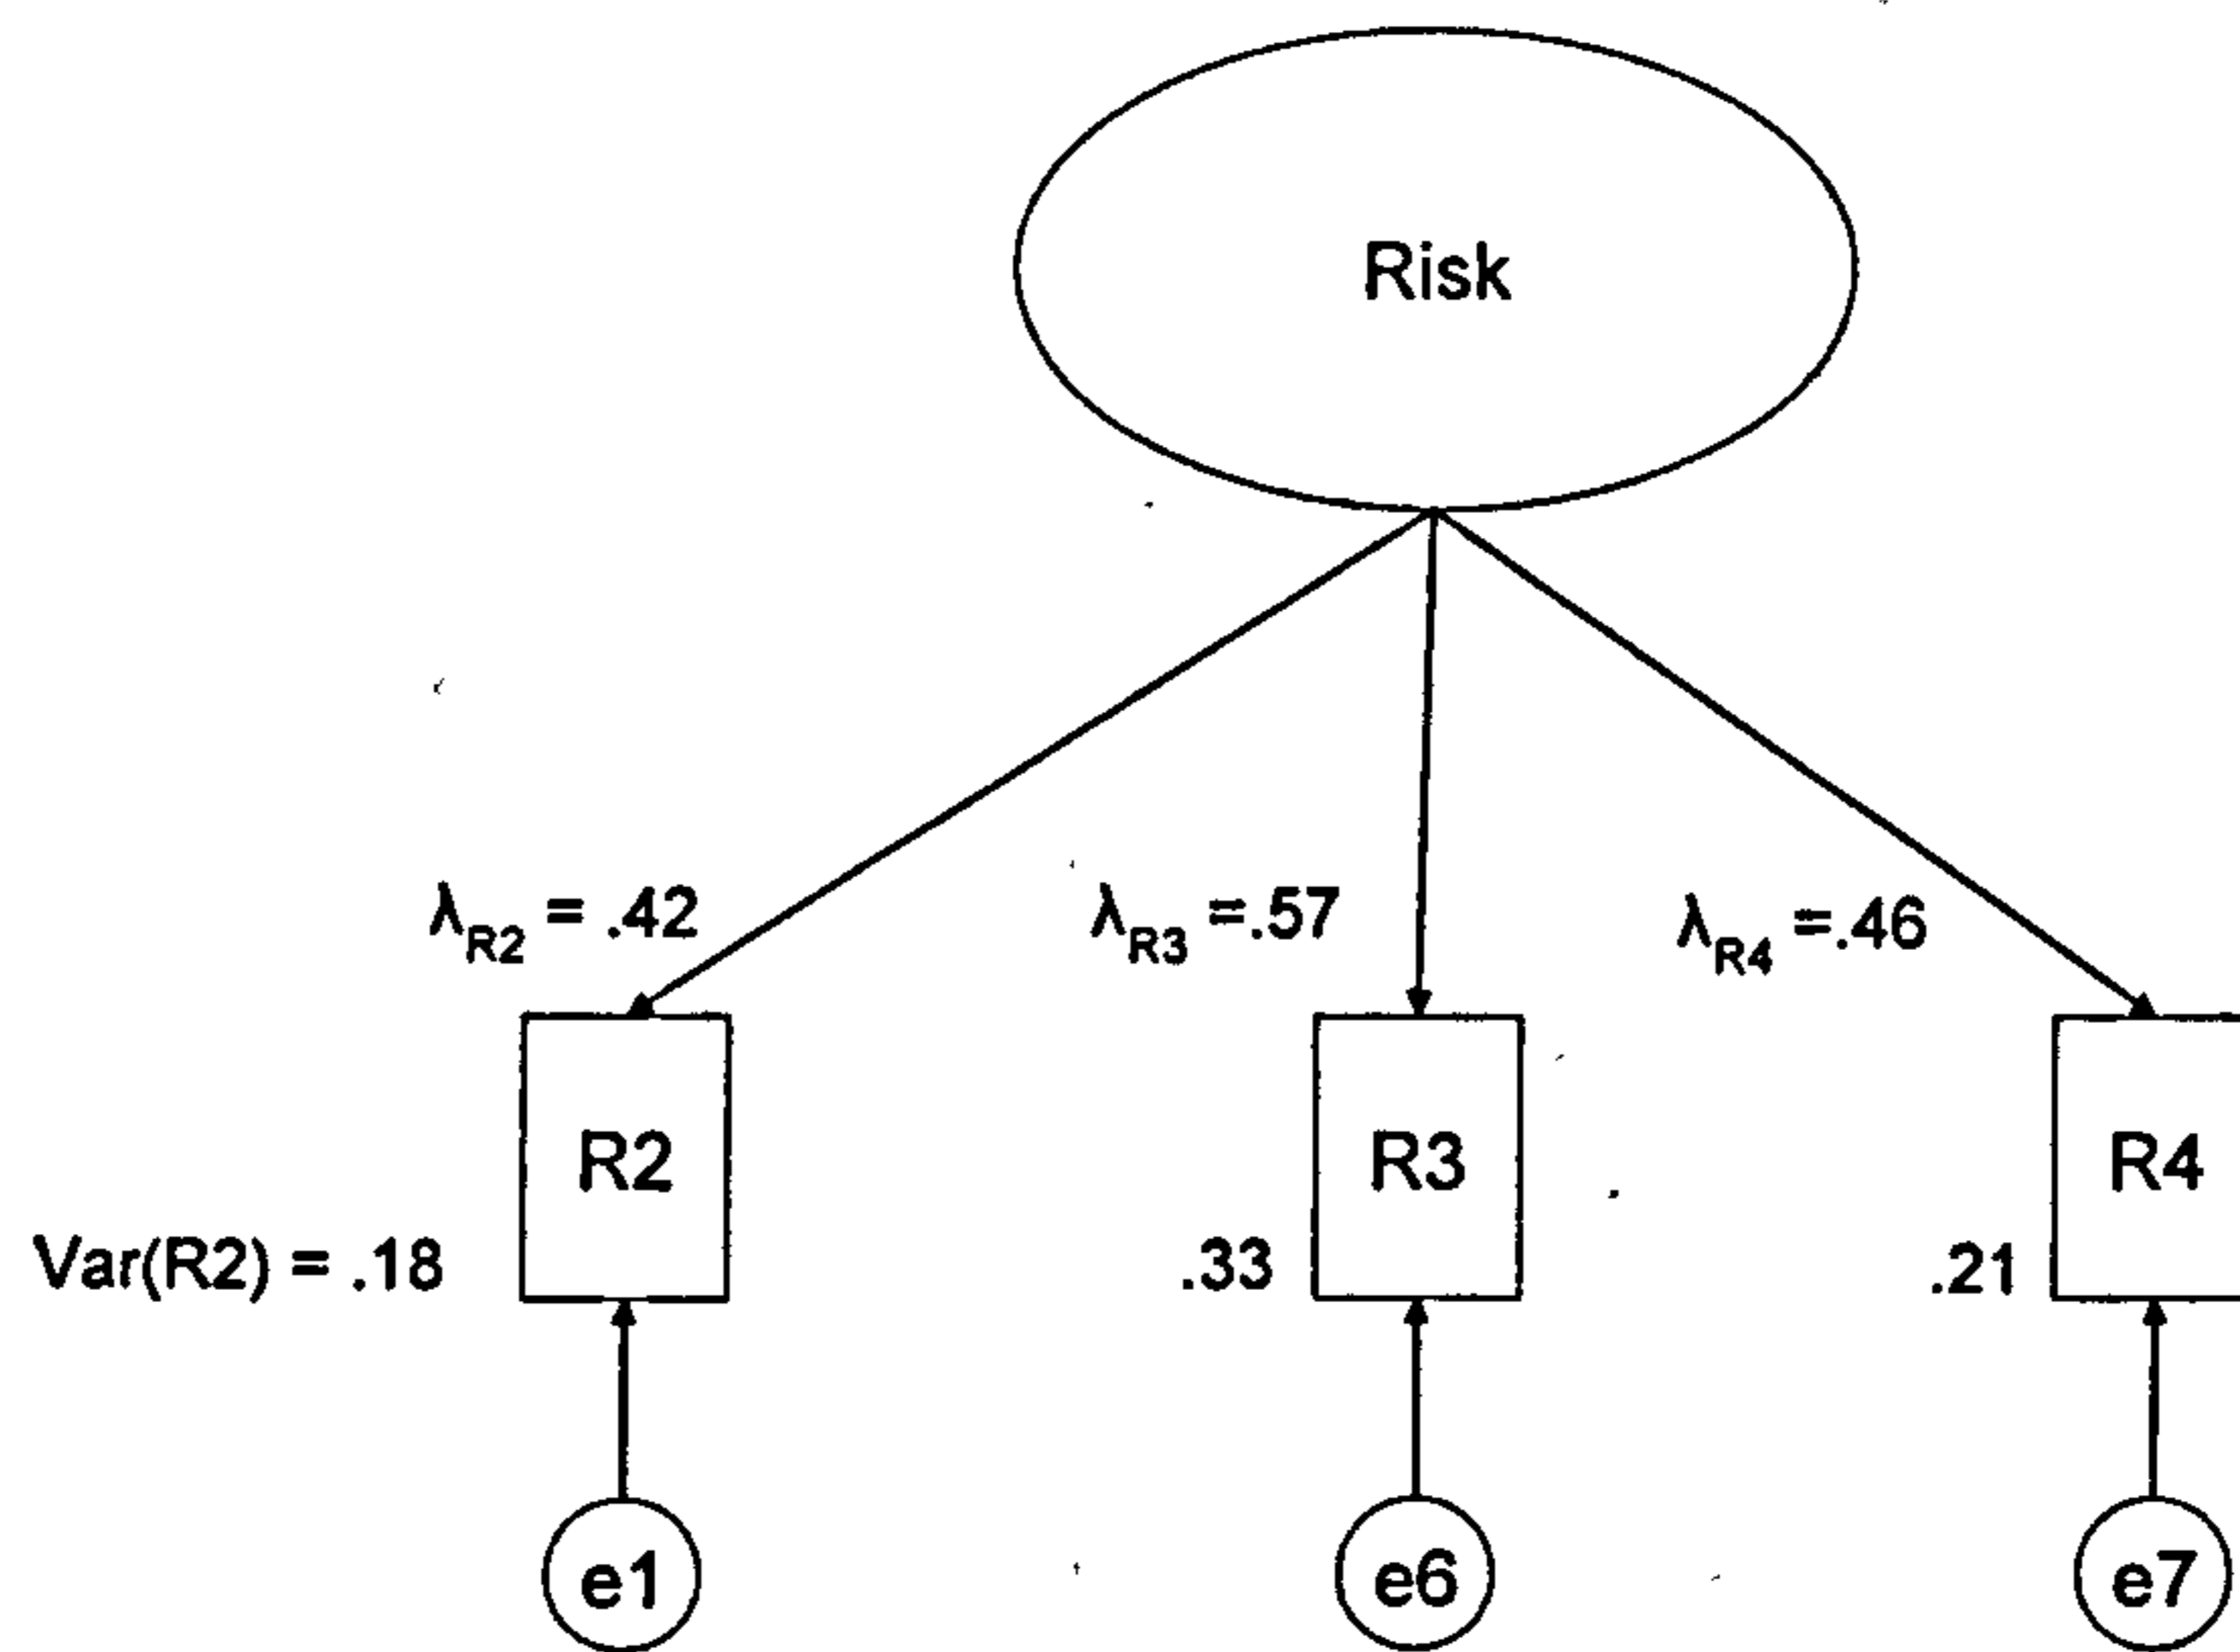 Risk
λR2 = .42
λR3 =.57
λR4 =.46
R2
R3
R4
Var(R2) = .18
.33
.21
e1
e6
e7